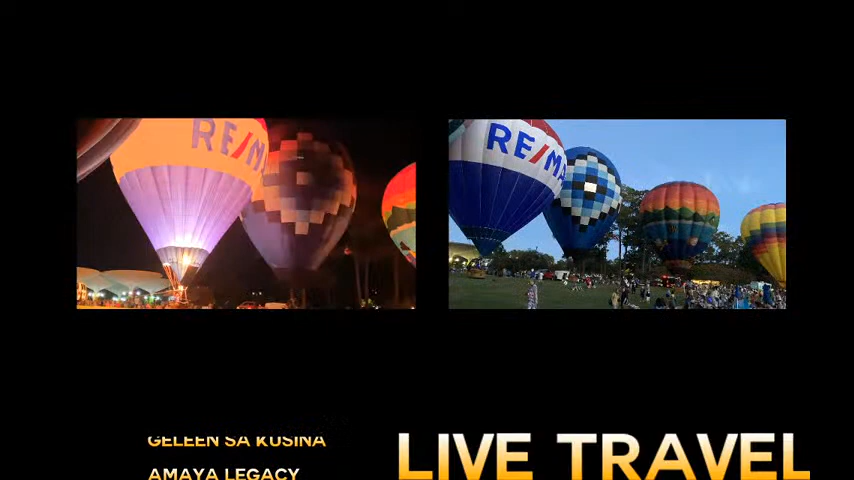 RE/MA
RE/MA
GELEEN SA KUSINA
AMAYA LEGACY
LIVE TRAVEL